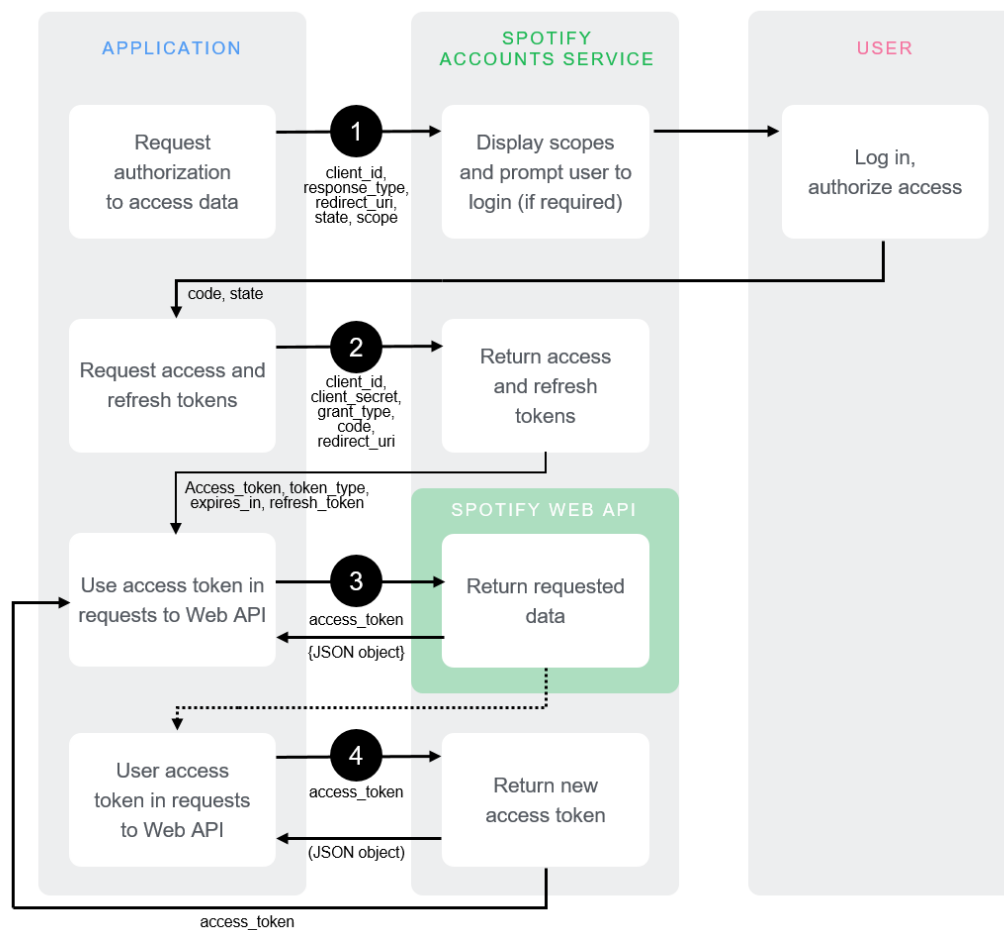 APPLICATION
SPOTIFY
ACCOUNTS SERVICE
USER
Request
authorization
to access data
1
client_id,
response_type,
redirect_uri,
state, scope
Display scopes
and prompt user to
login (if required)
Log in,
authorize access
code, state
Request access and
refresh tokens
2
client_id,
client_secret,
grant_type,
code,
redirect_uri
Return access
and refresh
tokens
Access_token, token_type,
expires_in, refresh_token
SPOTIFY WEB API
Use access token in
requests to Web API
3
access_token
{JSON object}
Return requested
data
User access
token in requests
to Web API
4
access_token
(JSON object)
Return new
access token
access_token